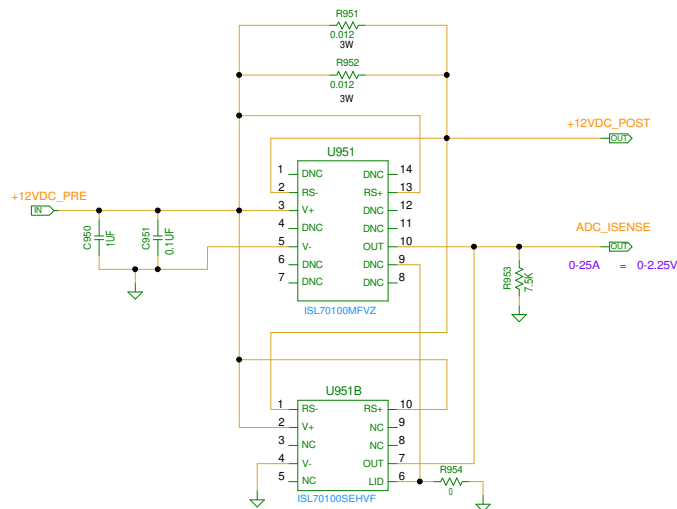 R951
0.012
3W
R952
0.012
3W
+12VDC_POST
OUT
U951
1 DNC DNC 14
2 RS- RS+ 13
3 V+ DNC 12
4 DNC DNC 11
5 V- OUT 10
6 DNC DNC 9
7 DNC DNC 8
ISL70100MFVZ
+12VDC_PRE
IN
C950
1UF
C951
0.1UF
ADC_ISENSE
OUT
0-25A = 0-2.25V
R953
7.5K
U951B
1 RS- RS+ 10
2 V+ NC 9
3 NC NC 8
4 V- OUT 7
5 NC LID 6
ISL70100SEHVF
R954
0